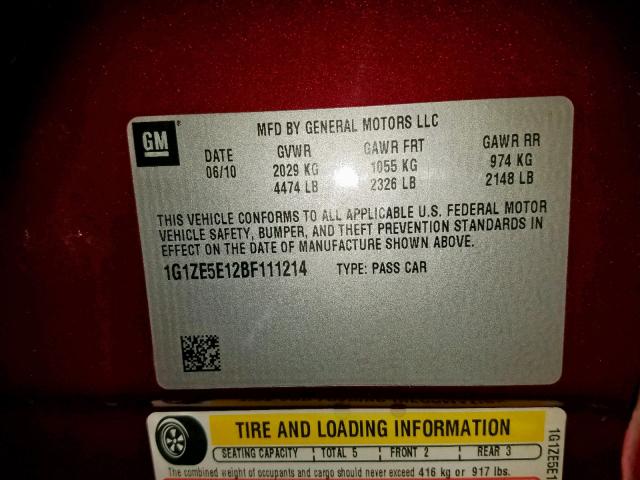 GM
MFD BY GENERAL MOTORS LLC
DATE GVWR GAWR FRT GAWR RR
06/10 2029 KG 1055 KG 974 KG
4474 LB 2326 LB 2148 LB
THIS VEHICLE CONFORMS TO ALL APPLICABLE U.S. FEDERAL MOTOR
VEHICLE SAFETY, BUMPER, AND THEFT PREVENTION STANDARDS IN
EFFECT ON THE DATE OF MANUFACTURE SHOWN ABOVE.
1G1ZE5E12BF111214 TYPE: PASS CAR
TIRE AND LOADING INFORMATION
SEATING CAPACITY TOTAL 5 FRONT 2 REAR 3
The combined weight of occupants and cargo should never exceed 416 kg or 917 lbs.
1G1ZE5E1